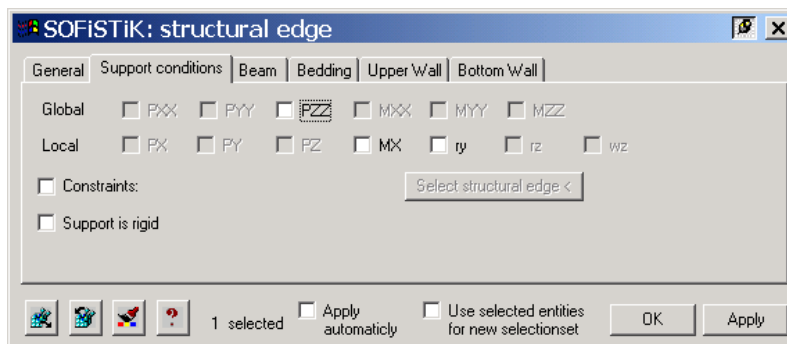 SOFiSTiK: structural edge
General Support conditions Beam Bedding Upper Wall Bottom Wall
Global PXX PYY PZZ MXX MYY MZZ
Local PX PY PZ MX ry rz wz
Constraints: Select structural edge <
Support is rigid
? 1 selected Apply automaticly Use selected entities for new selectionset OK Apply